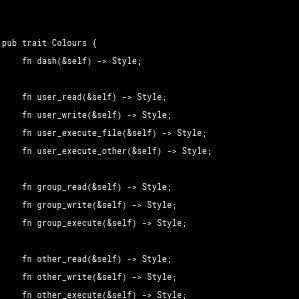 pub trait Colours {
    fn dash(&self) -> Style;

    fn user_read(&self) -> Style;
    fn user_write(&self) -> Style;
    fn user_execute_file(&self) -> Style;
    fn user_execute_other(&self) -> Style;

    fn group_read(&self) -> Style;
    fn group_write(&self) -> Style;
    fn group_execute(&self) -> Style;

    fn other_read(&self) -> Style;
    fn other_write(&self) -> Style;
    fn other_execute(&self) -> Style;